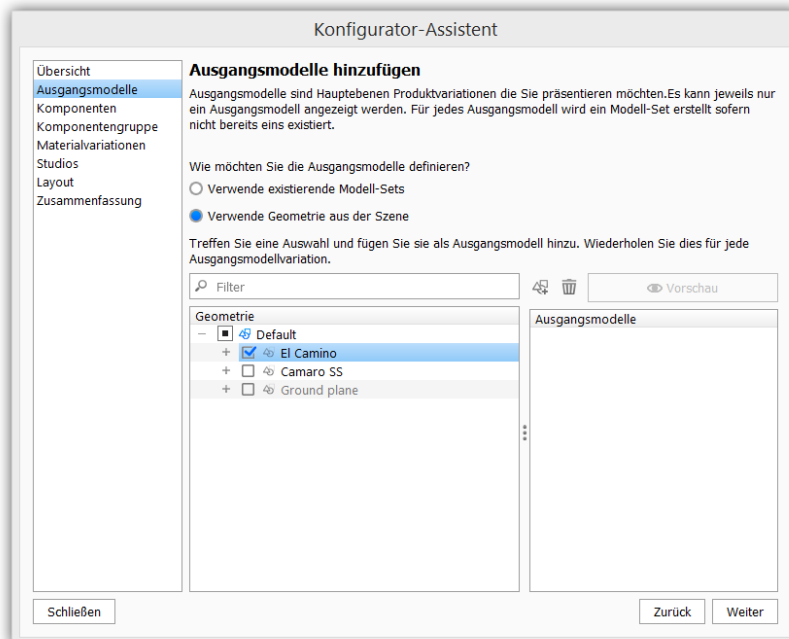 Konfigurator-Assistent
Übersicht
Ausgangsmodelle
Komponenten
Komponentengruppe
Materialvariationen
Studios
Layout
Zusammenfassung
Ausgangsmodelle hinzufügen
Ausgangsmodelle sind Hauptebenen Produktvariationen die Sie präsentieren möchten.Es kann jeweils nur
ein Ausgangsmodell angezeigt werden. Für jedes Ausgangsmodell wird ein Modell-Set erstellt sofern
nicht bereits eins existiert.
Wie möchten Sie die Ausgangsmodelle definieren?
Verwende existierende Modell-Sets
Verwende Geometrie aus der Szene
Treffen Sie eine Auswahl und fügen Sie sie als Ausgangsmodell hinzu. Wiederholen Sie dies für jede
Ausgangsmodellvariation.
Filter
Vorschau
Geometrie
Default
El Camino
Camaro SS
Ground plane
Ausgangsmodelle
Schließen
Zurück
Weiter